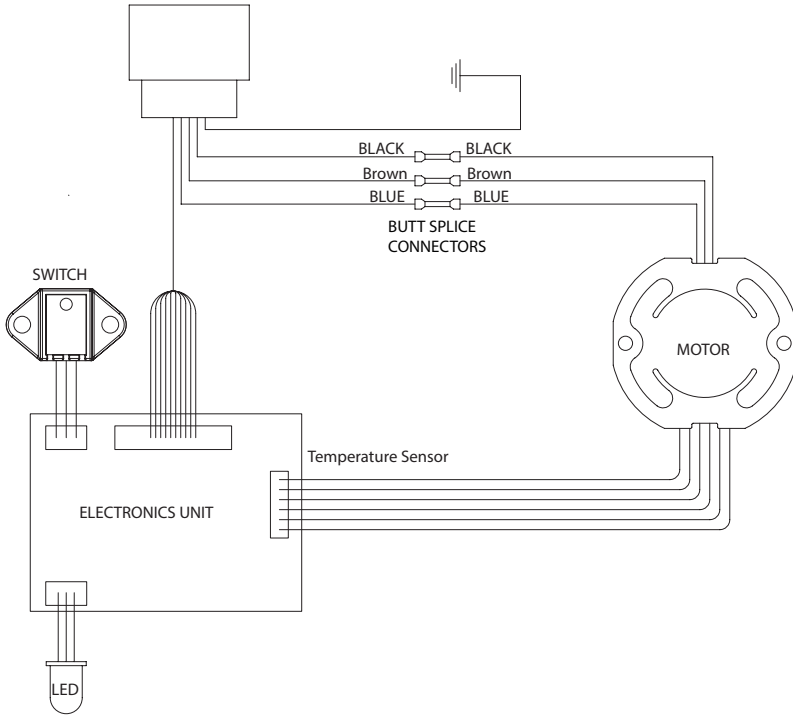 BLACK BLACK
Brown Brown
BLUE BLUE
BUTT SPLICE
CONNECTORS
SWITCH
MOTOR
Temperature Sensor
ELECTRONICS UNIT
LED